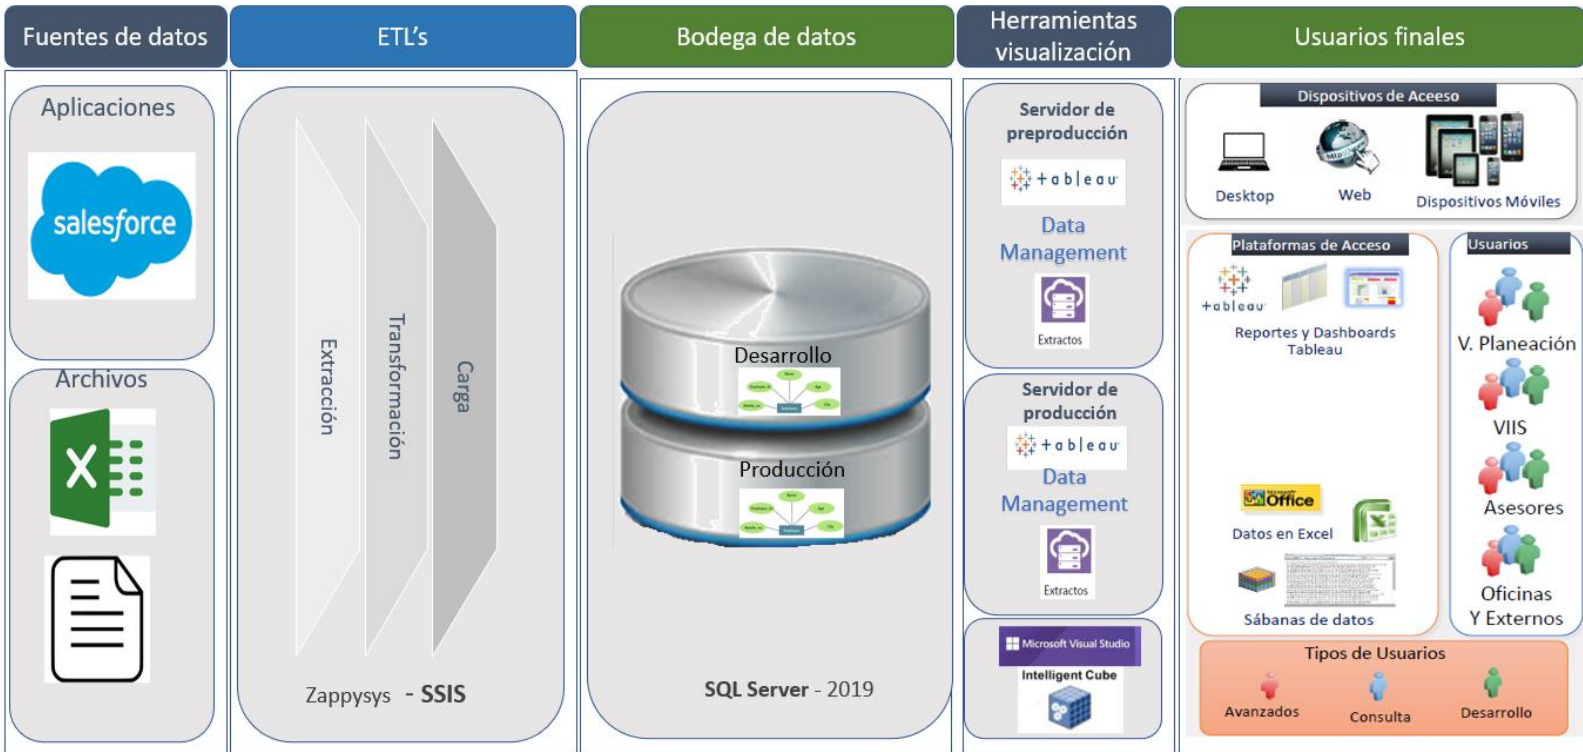 Fuentes de datos
ETL's
Bodega de datos
Herramientas
visualización
Usuarios finales
Aplicaciones
salesforce
Archivos
X
Extracción
Transformación
Carga
Zappysys - SSIS
Desarrollo
Producción
SQL Server - 2019
Servidor de
preproducción
+ableau
Data
Management
Extractos
Servidor de
producción
+ableau
Data
Management
Extractos
Microsoft Visual Studio
Intelligent Cube
Dispositivos de Aceeso
Desktop
Web
Dispositivos Móviles
Plataformas de Acceso
+ableau
Reportes y Dashboards
Tableau
Office
Datos en Excel
Sábanas de datos
Usuarios
V. Planeación
VIIS
Asesores
Oficinas
Y Externos
Tipos de Usuarios
Avanzados
Consulta
Desarrollo